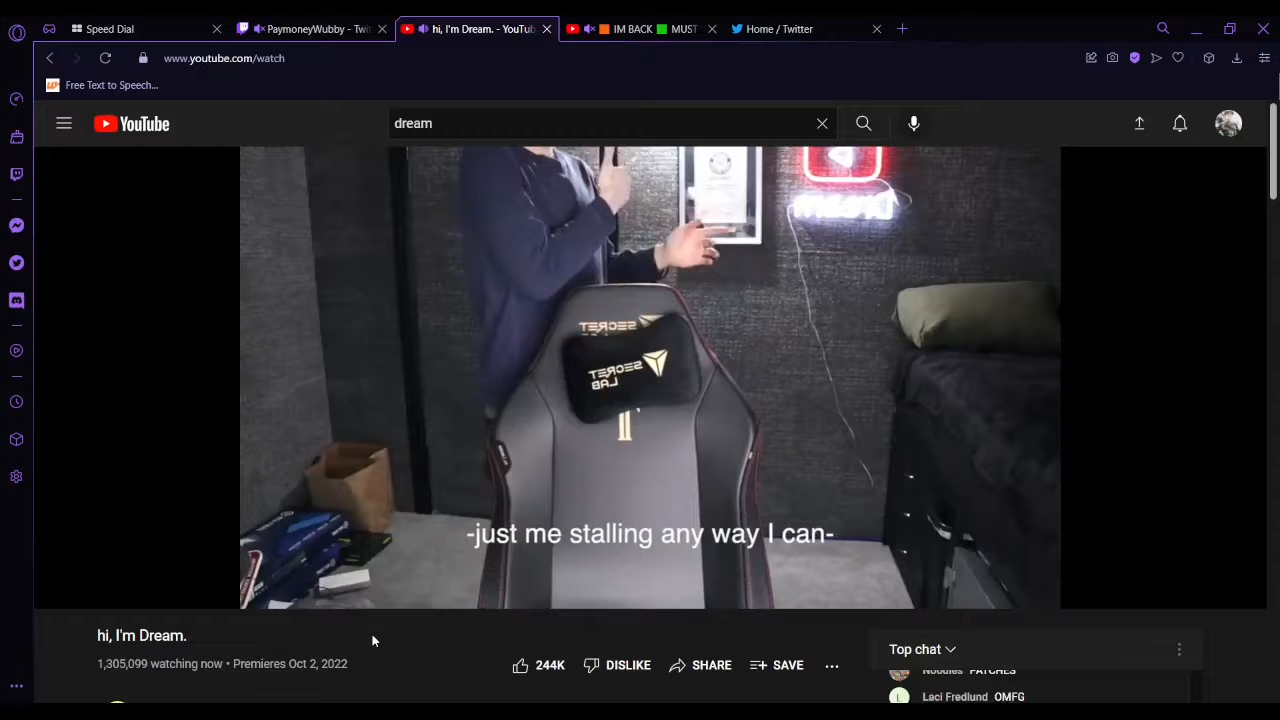 Speed Dial
PaymoneyWubby - Twi
hi, I'm Dream. - YouTub
IM BACK
MUST
Home / Twitter
www.youtube.com/watch
Free Text to Speech...
YouTube
dream
SECRET
SECRET
LAB
-just me stalling any way I can-
hi, I'm Dream.
1,305,099 watching now • Premieres Oct 2, 2022
244K
DISLIKE
SHARE
SAVE
Top chat
Noodles PATCHES
L
Laci Fredlund OMFG